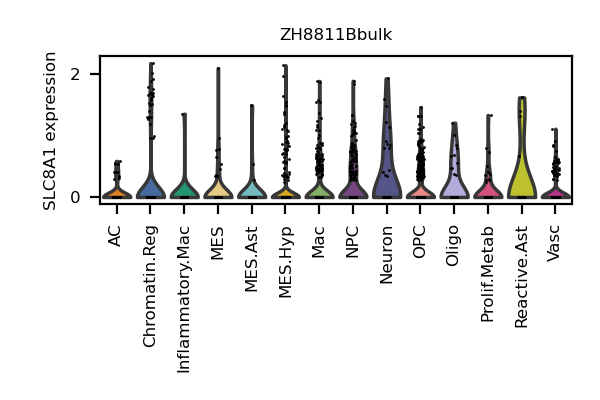 ZH8811Bbulk
SLC8A1 expression
2
0
AC
Chromatin.Reg
Inflammatory.Mac
MES
MES.Ast
MES.Hyp
Mac
NPC
Neuron
OPC
Oligo
Prolif.Metab
Reactive.Ast
Vasc